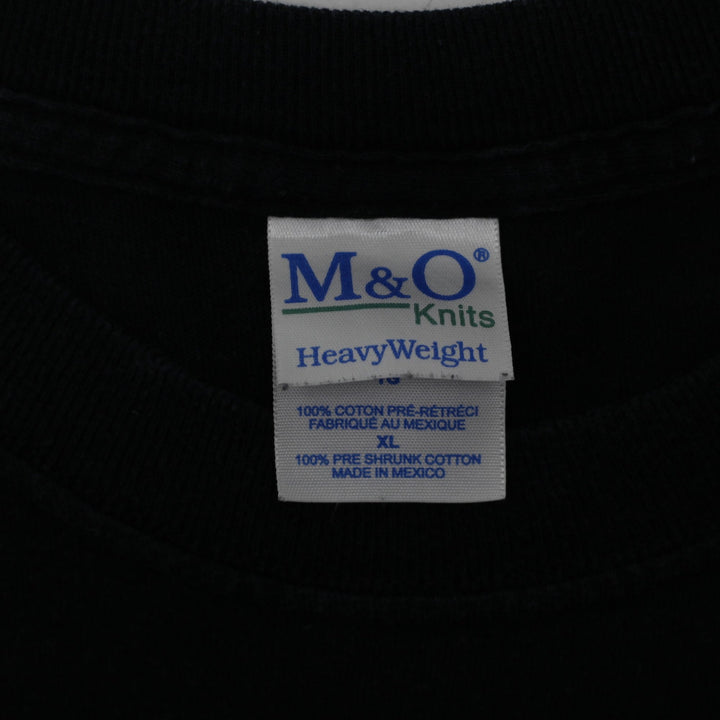 M&O®
Knits
HeavyWeight
100% COTON PRÉ-RÉTRÉCI
FABRIQUÉ AU MEXIQUE
XL
100% PRE SHRUNK COTTON
MADE IN MEXICO